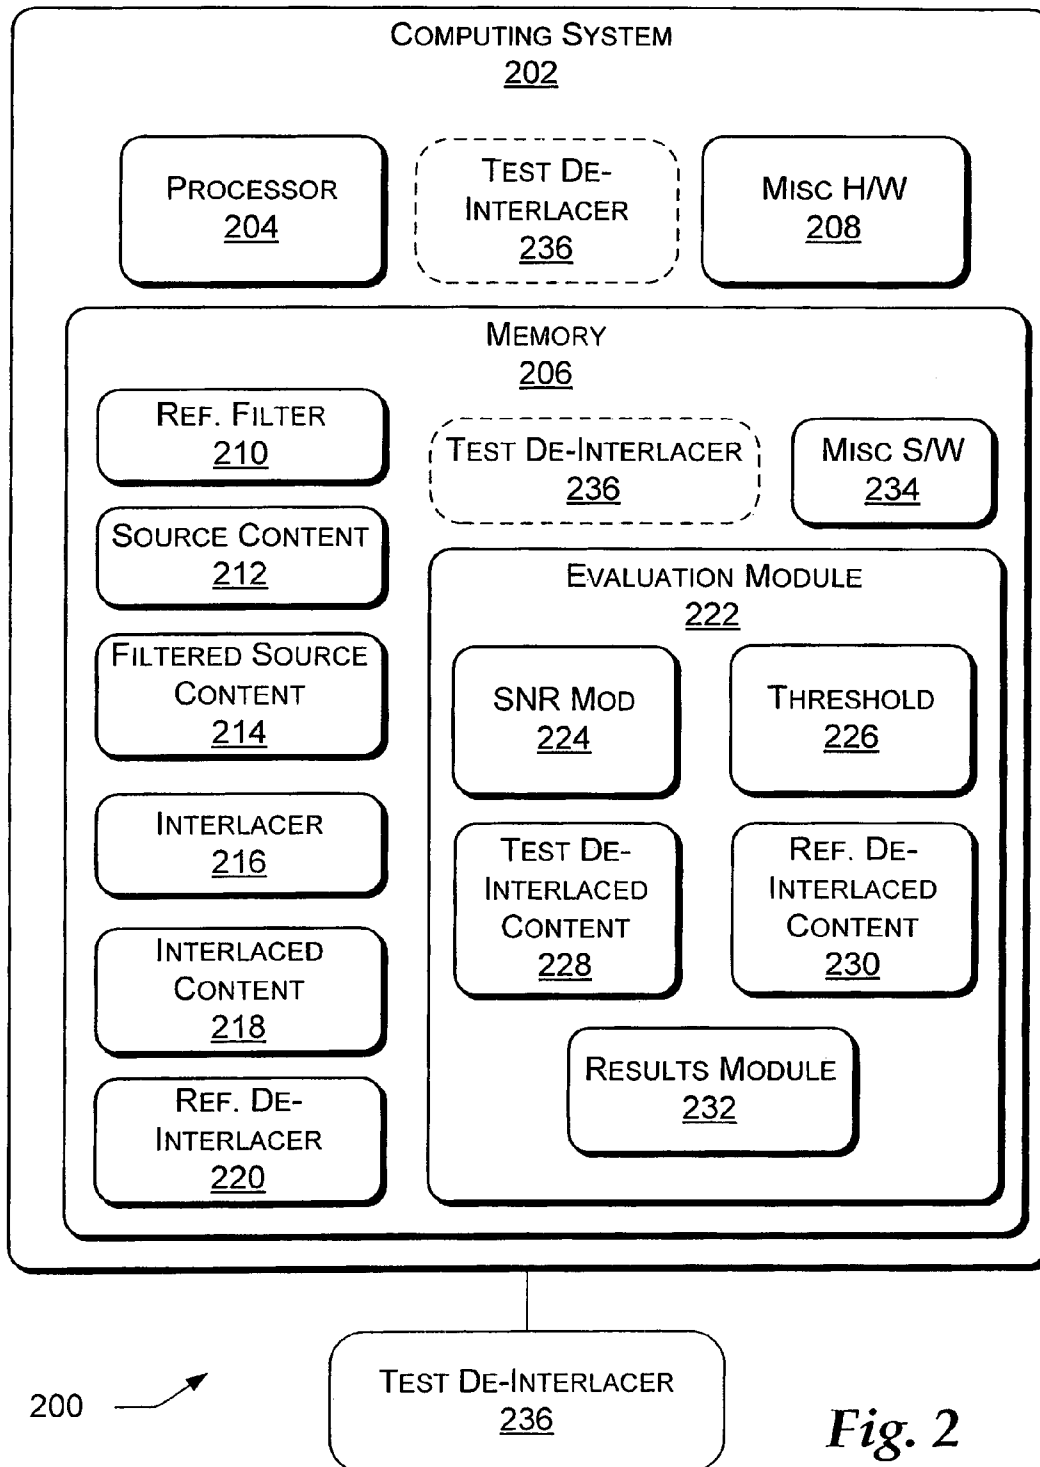 COMPUTING SYSTEM
202
PROCESSOR
204
TEST DE-
INTERLACER
236
MISC H/W
208
MEMORY
206
REF. FILTER
210
TEST DE-INTERLACER
236
MISC S/W
234
SOURCE CONTENT
212
FILTERED SOURCE
CONTENT
214
INTERLACER
216
INTERLACED
CONTENT
218
REF. DE-
INTERLACER
220
EVALUATION MODULE
222
SNR MOD
224
THRESHOLD
226
TEST DE-
INTERLACED
CONTENT
228
REF. DE-
INTERLACED
CONTENT
230
RESULTS MODULE
232
TEST DE-INTERLACER
236
200
Fig. 2